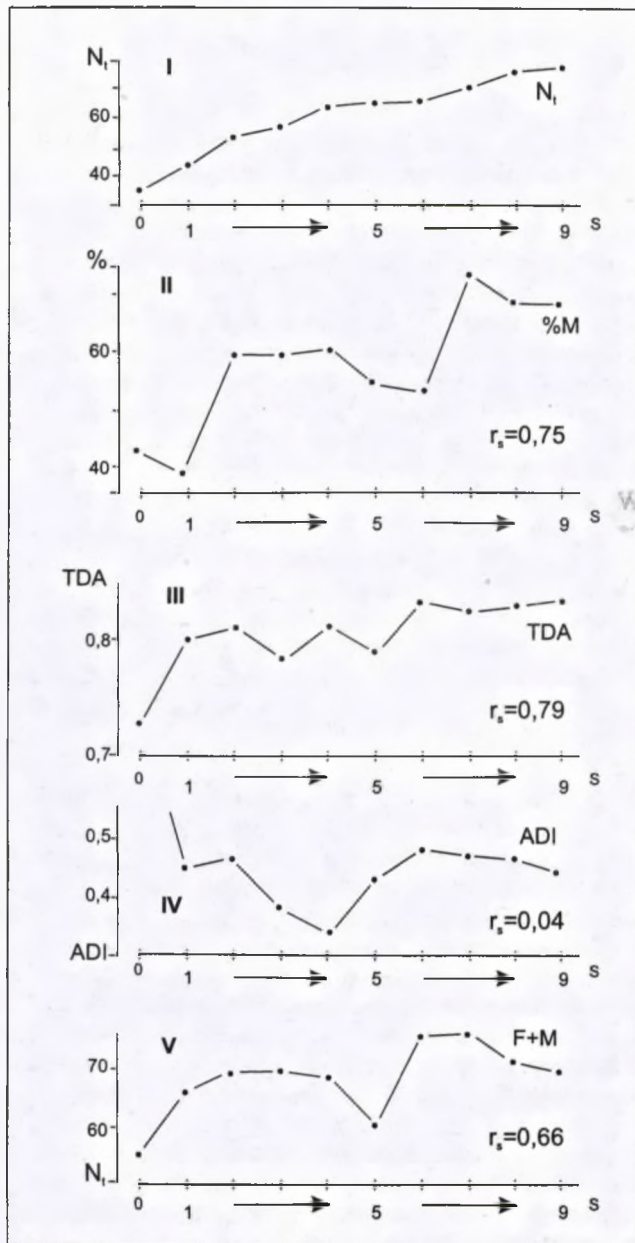 Nₜ I
Nₜ
60
40
0 1 5 9 s
% II
%M
60
rₛ=0,75
40
0 1 5 9 s
TDA III
0,8 TDA
rₛ=0,79
0,7
0 1 5 9 s
0,5 ADI
0,4
IV rₛ=0,04
ADI
0 1 5 9 s
V F+M
70
60 rₛ=0,66
Nₜ
0 1 5 9 s